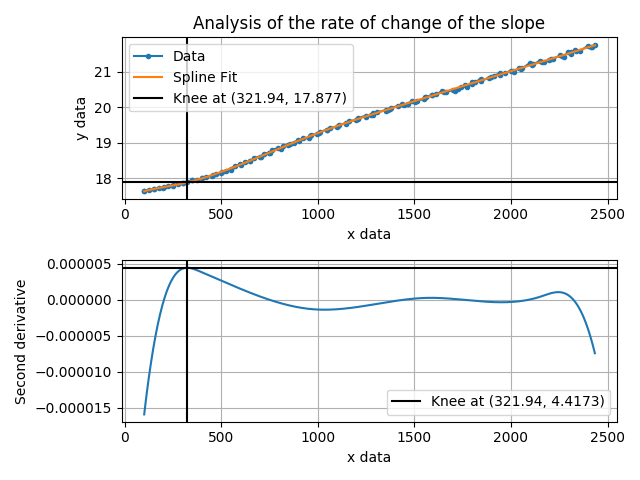 Analysis of the rate of change of the slope
Data
Spline Fit
Knee at (321.94, 17.877)
y data
21
20
19
18
0 500 1000 1500 2000 2500
x data
Second derivative
0.000005
0.000000
−0.000005
−0.000010
−0.000015
Knee at (321.94, 4.4173)
0 500 1000 1500 2000 2500
x data